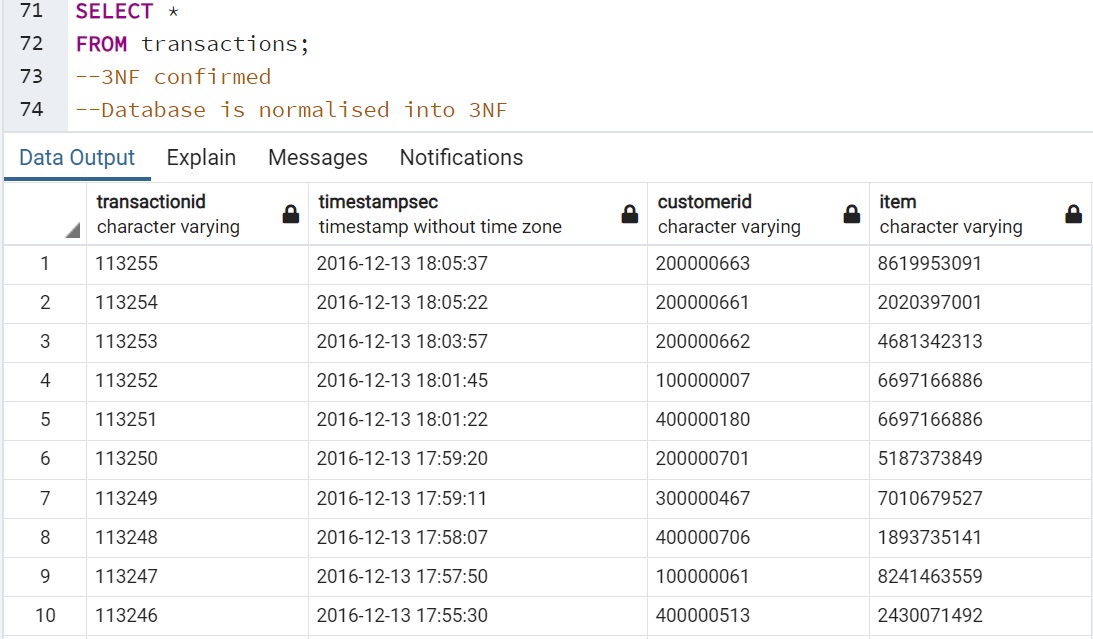 71 SELECT *
72 FROM transactions;
73 --3NF confirmed
74 --Database is normalised into 3NF
Data Output Explain Messages Notifications
transactionid timestampsec customerid item
character varying timestamp without time zone character varying character varying
1 113255 2016-12-13 18:05:37 200000663 8619953091
2 113254 2016-12-13 18:05:22 200000661 2020397001
3 113253 2016-12-13 18:03:57 200000662 4681342313
4 113252 2016-12-13 18:01:45 100000007 6697166886
5 113251 2016-12-13 18:01:22 400000180 6697166886
6 113250 2016-12-13 17:59:20 200000701 5187373849
7 113249 2016-12-13 17:59:11 300000467 7010679527
8 113248 2016-12-13 17:58:07 400000706 1893735141
9 113247 2016-12-13 17:57:50 100000061 8241463559
10 113246 2016-12-13 17:55:30 400000513 2430071492